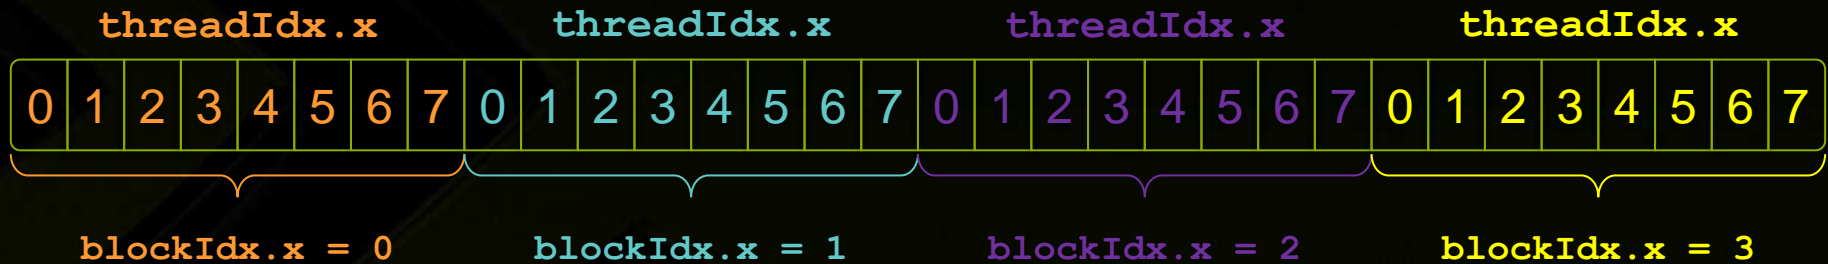 threadIdx.x threadIdx.x threadIdx.x threadIdx.x
0 1 2 3 4 5 6 7 0 1 2 3 4 5 6 7 0 1 2 3 4 5 6 7 0 1 2 3 4 5 6 7
blockIdx.x = 0 blockIdx.x = 1 blockIdx.x = 2 blockIdx.x = 3